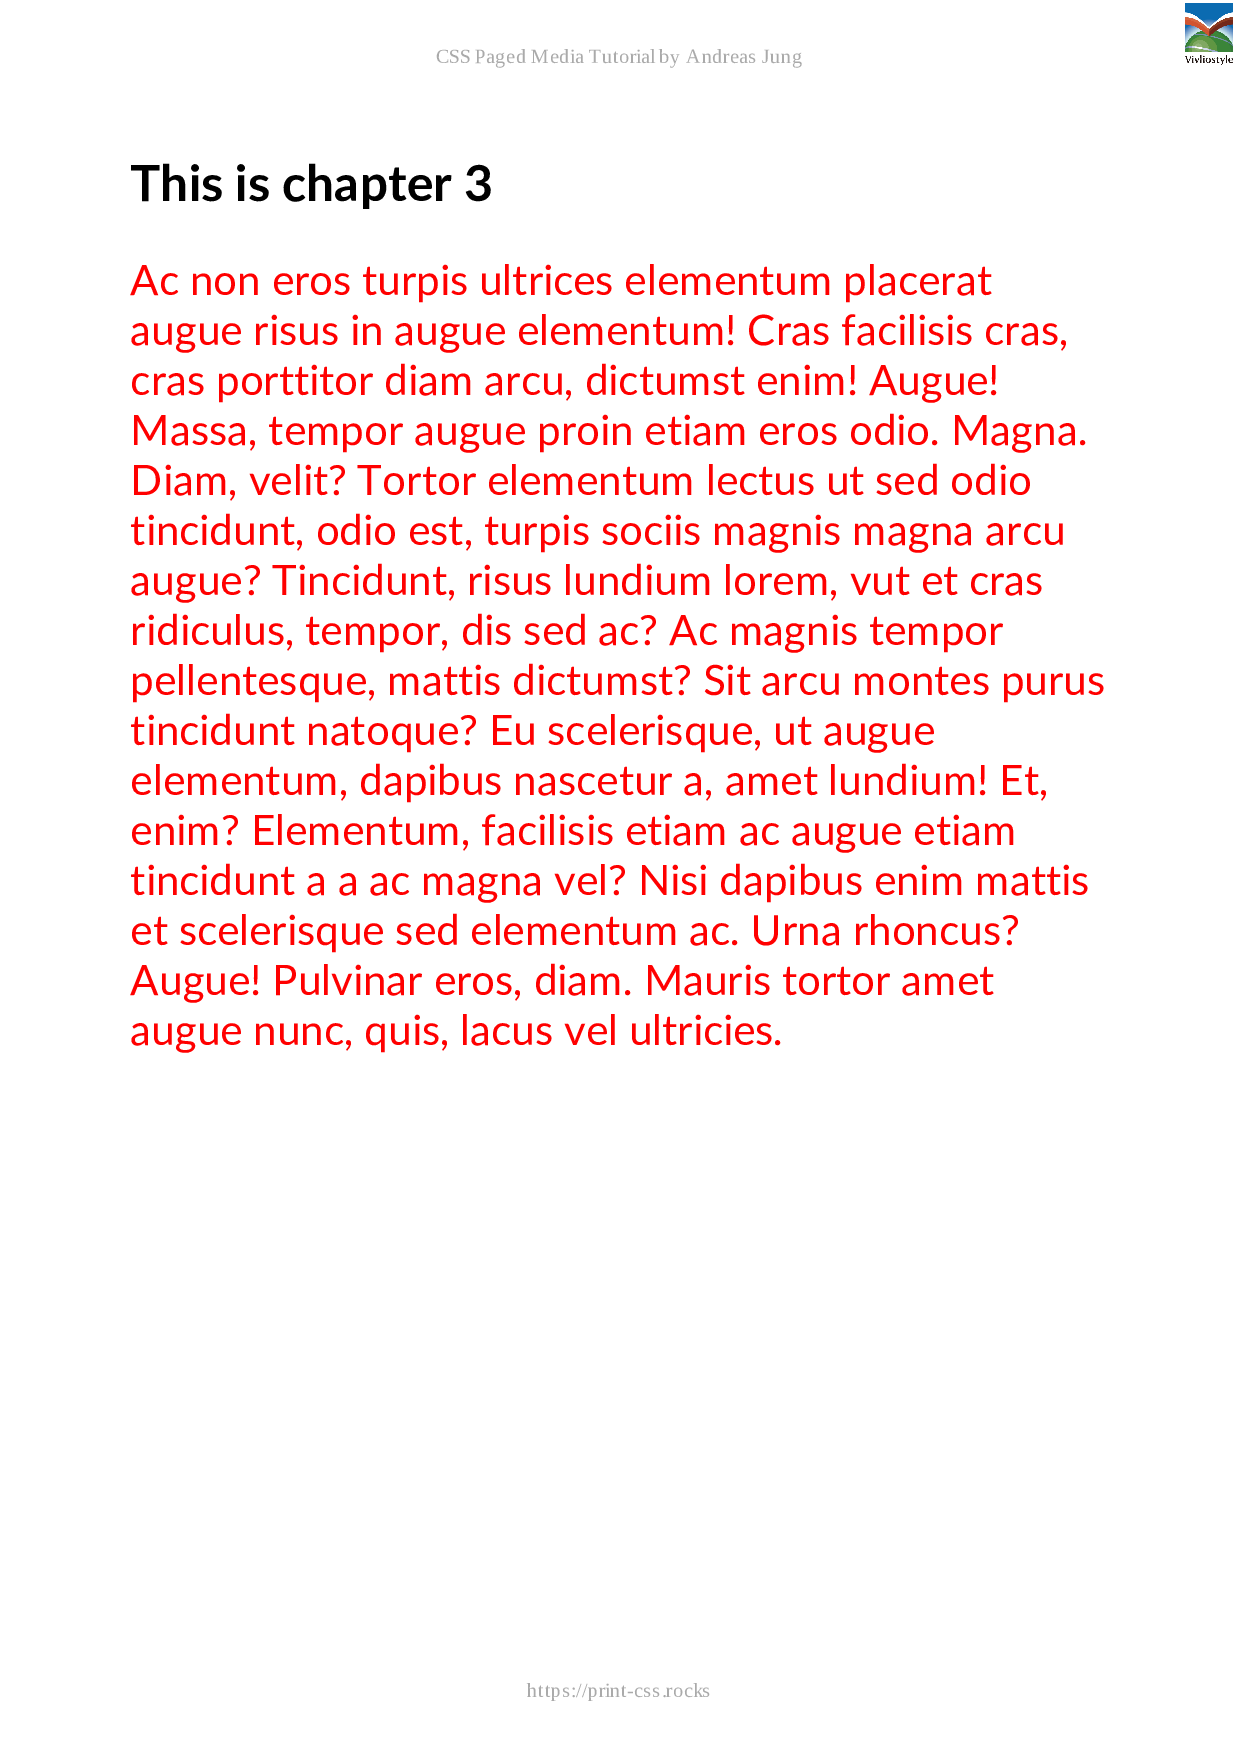 CSS Paged Media Tutorial by Andreas Jung
Vivliostyle
This is chapter 3
Ac non eros turpis ultrices elementum placerat
augue risus in augue elementum! Cras facilisis cras,
cras porttitor diam arcu, dictumst enim! Augue!
Massa, tempor augue proin etiam eros odio. Magna.
Diam, velit? Tortor elementum lectus ut sed odio
tincidunt, odio est, turpis sociis magnis magna arcu
augue? Tincidunt, risus lundium lorem, vut et cras
ridiculus, tempor, dis sed ac? Ac magnis tempor
pellentesque, mattis dictumst? Sit arcu montes purus
tincidunt natoque? Eu scelerisque, ut augue
elementum, dapibus nascetur a, amet lundium! Et,
enim? Elementum, facilisis etiam ac augue etiam
tincidunt a a ac magna vel? Nisi dapibus enim mattis
et scelerisque sed elementum ac. Urna rhoncus?
Augue! Pulvinar eros, diam. Mauris tortor amet
augue nunc, quis, lacus vel ultricies.
https://print-css.rocks